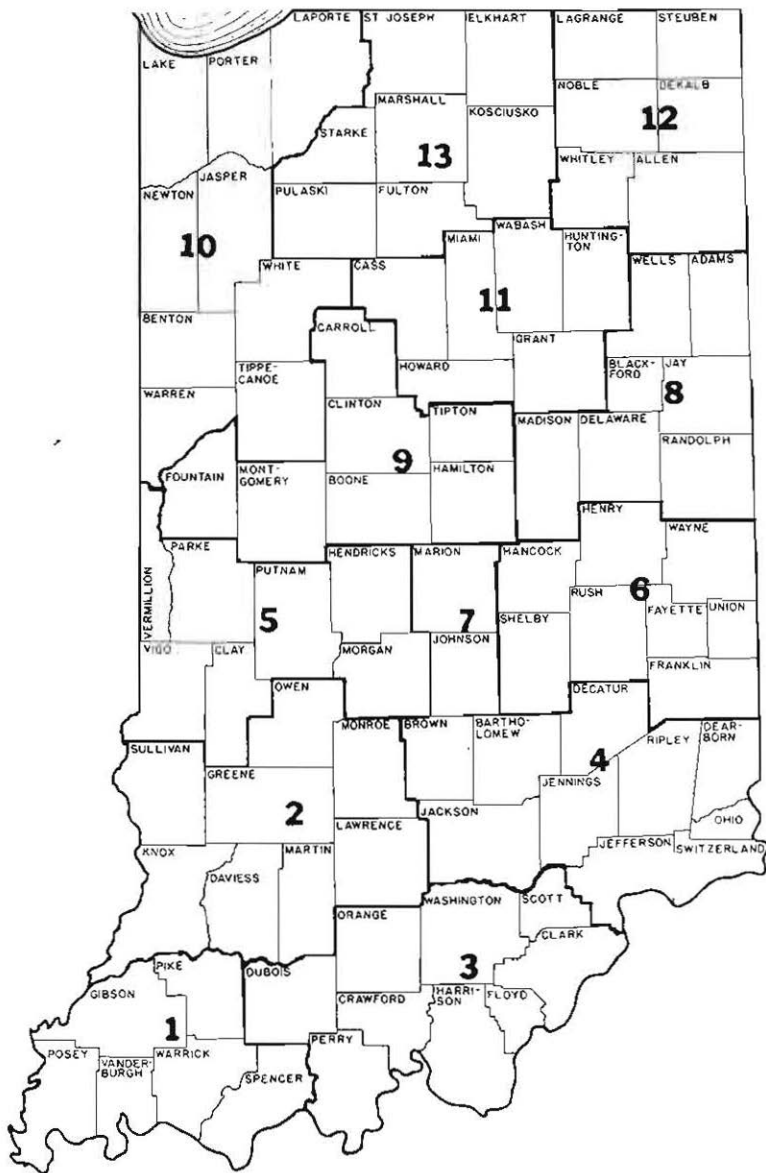 LAPORTE
ST JOSEPH
ELKHART
LAGRANGE
STEUBEN
LAKE
PORTER
NOBLE
DEKALB
MARSHALL
KOSCIUSKO
12
STARKE
13
WHITLEY
ALLEN
JASPER
NEWTON
PULASKI
FULTON
10
MIAMI
WABASH
HUNTING-
TON
WHITE
CASS
WELLS
ADAMS
11
BENTON
CARROLL
GRANT
TIPPE-
CANOE
HOWARD
BLACK-
FORD
JAY
8
WARREN
CLINTON
TIPTON
MADISON
DELAWARE
RANDOLPH
9
FOUNTAIN
MONT-
GOMERY
BOONE
HAMILTON
HENRY
WAYNE
PARKE
HENDRICKS
MARION
HANCOCK
PUTNAM
RUSH
6
VERMILLION
5
7
SHELBY
FAYETTE
UNION
VIGO
CLAY
MORGAN
JOHNSON
FRANKLIN
OWEN
DECATUR
MONROE
BROWN
BARTHO-
LOMEW
DEAR-
BORN
SULLIVAN
RIPLEY
4
GREENE
JENNINGS
2
JACKSON
OHIO
LAWRENCE
KNOX
MARTIN
JEFFERSON
SWITZERLAND
DAVIESS
WASHINGTON
SCOTT
ORANGE
CLARK
PIKE
DUBOIS
3
GIBSON
CRAWFORD
HARRI-
SON
FLOYD
1
PERRY
POSEY
VANDER-
BURGH
WARRICK
SPENCER